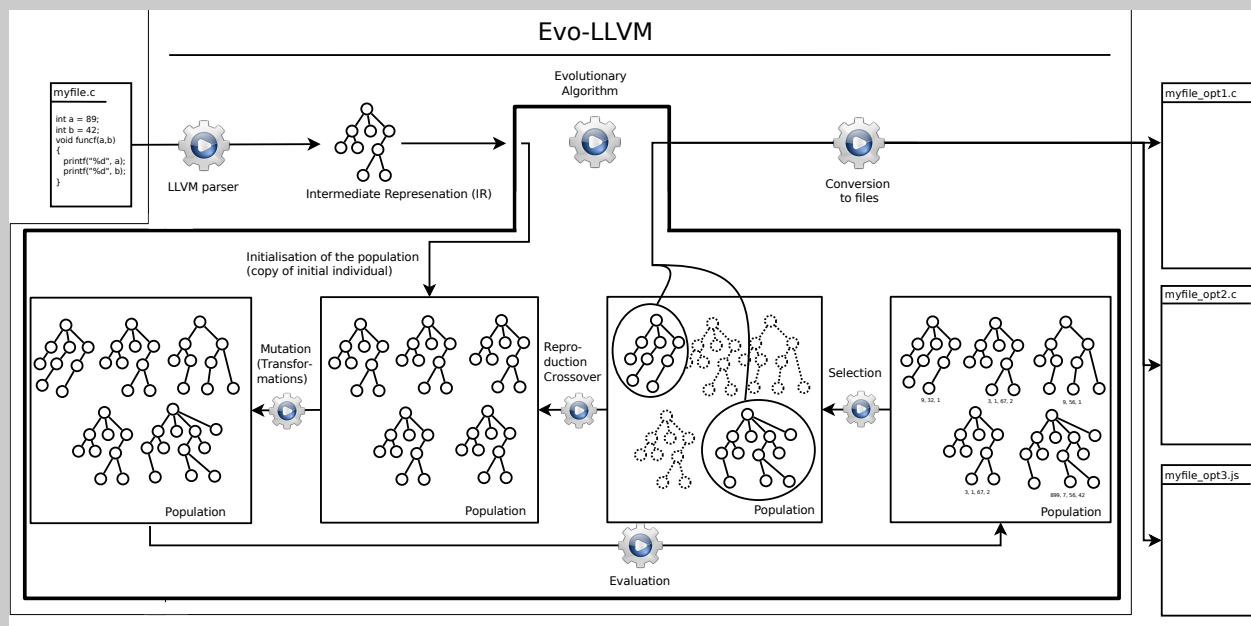 Evo-LLVM
myfile.c
int a = 89;
int b = 42;
void funcf(a,b)
{
printf("%d", a);
printf("%d", b);
}
LLVM parser
Intermediate Represenation (IR)
Evolutionary
Algorithm
Conversion
to files
myfile_opt1.c
myfile_opt2.c
myfile_opt3.js
Initialisation of the population
(copy of initial individual)
Mutation
(Transfor-
mations)
Repro-
duction
Crossover
Selection
9, 32, 1
3, 1, 67, 2
9, 56, 1
3, 1, 67, 2
899, 7, 56, 42
Population
Population
Population
Population
Evaluation